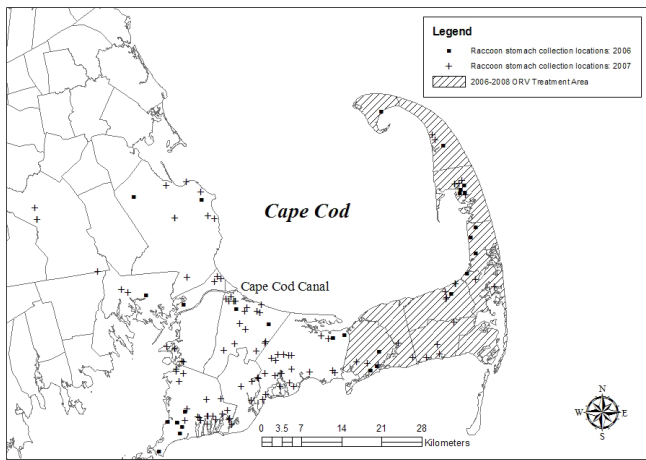 Legend
Raccoon stomach collection locations: 2006
Raccoon stomach collection locations: 2007
2006-2008 ORV Treatment Area
Cape Cod
Cape Cod Canal
N
W E
S
0 3.5 7 14 21 28
Kilometers